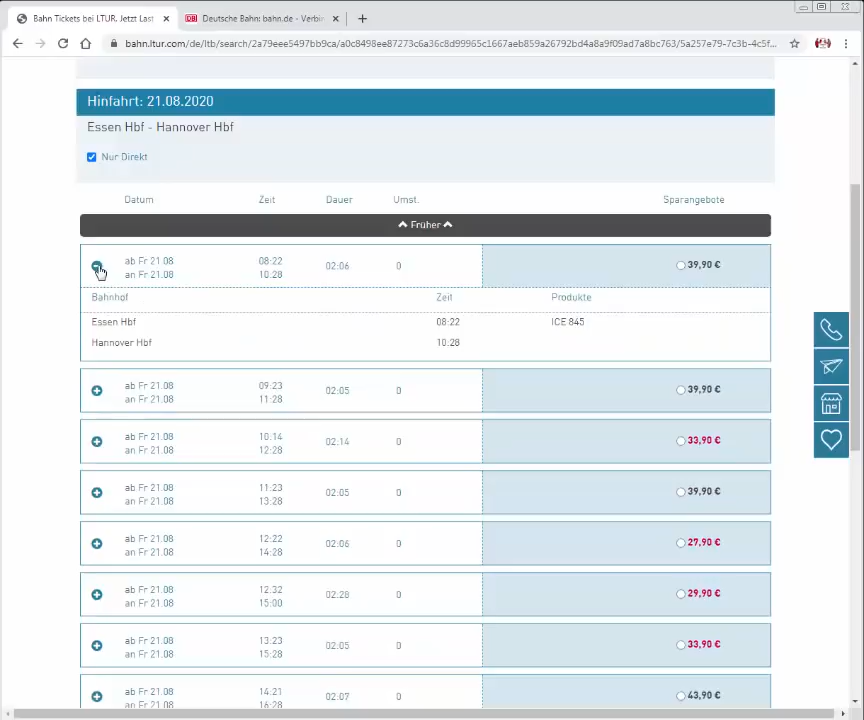 Bahn Tickets bei LTUR. Jetzt Last
DB Deutsche Bahn: bahn.de - Verbin
bahn.ltur.com/de/ltb/search/2a79eee5497bb9ca/a0c8498ee87273c6a36c8d99965c1667aeb859a26792bd4a8a9f09ad7a8bc763/5a257e79-7c3b-4c5f...
Hinfahrt: 21.08.2020
Essen Hbf - Hannover Hbf
Nur Direkt
Datum Zeit Dauer Umst. Sparangebote
Früher
ab Fr 21.08 08:22
02:06 0 39,90 €
an Fr 21.08 10:28
Bahnhof Zeit Produkte
Essen Hbf 08:22 ICE 845
Hannover Hbf 10:28
ab Fr 21.08 09:23
02:05 0 39,90 €
an Fr 21.08 11:28
ab Fr 21.08 10:14
02:14 0 33,90 €
an Fr 21.08 12:28
ab Fr 21.08 11:23
02:05 0 39,90 €
an Fr 21.08 13:28
ab Fr 21.08 12:22
02:06 0 27,90 €
an Fr 21.08 14:28
ab Fr 21.08 12:32
02:28 0 29,90 €
an Fr 21.08 15:00
ab Fr 21.08 13:23
02:05 0 33,90 €
an Fr 21.08 15:28
ab Fr 21.08 14:21
02:07 0 43,90 €
an Fr 21.08 16:28